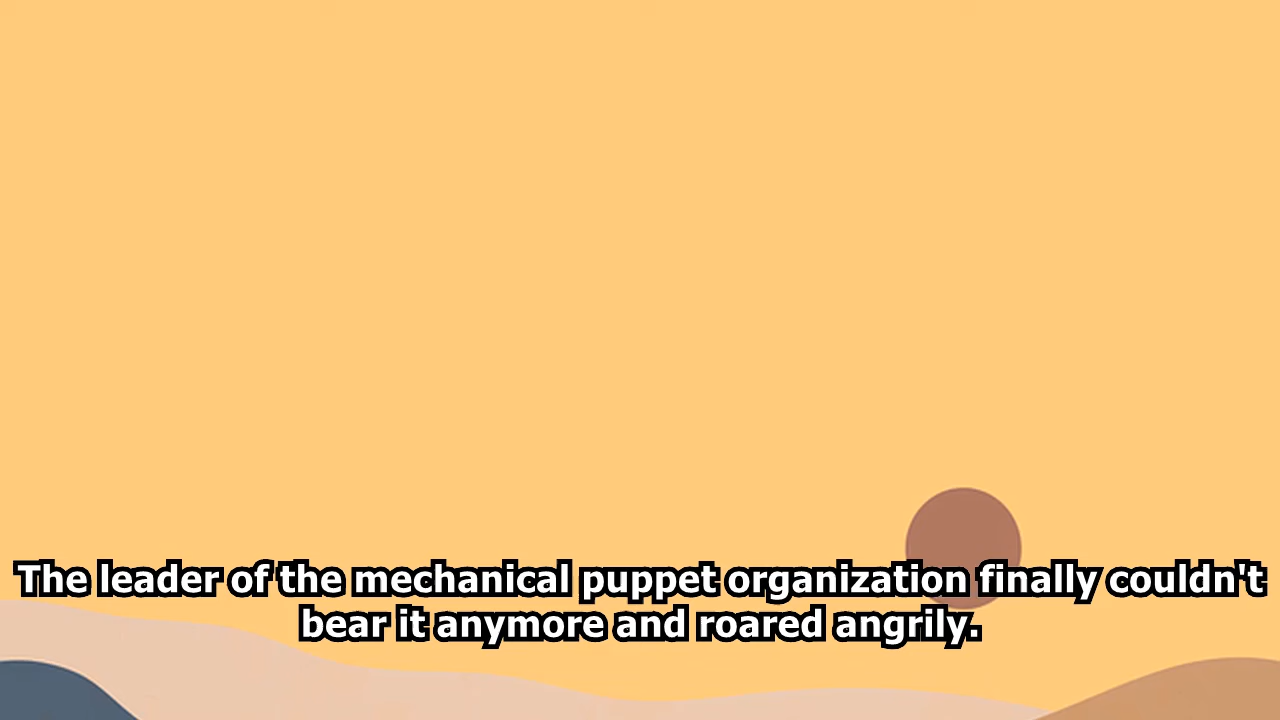 The leader of the mechanical puppet organization finally couldn't
bear it anymore and roared angrily.